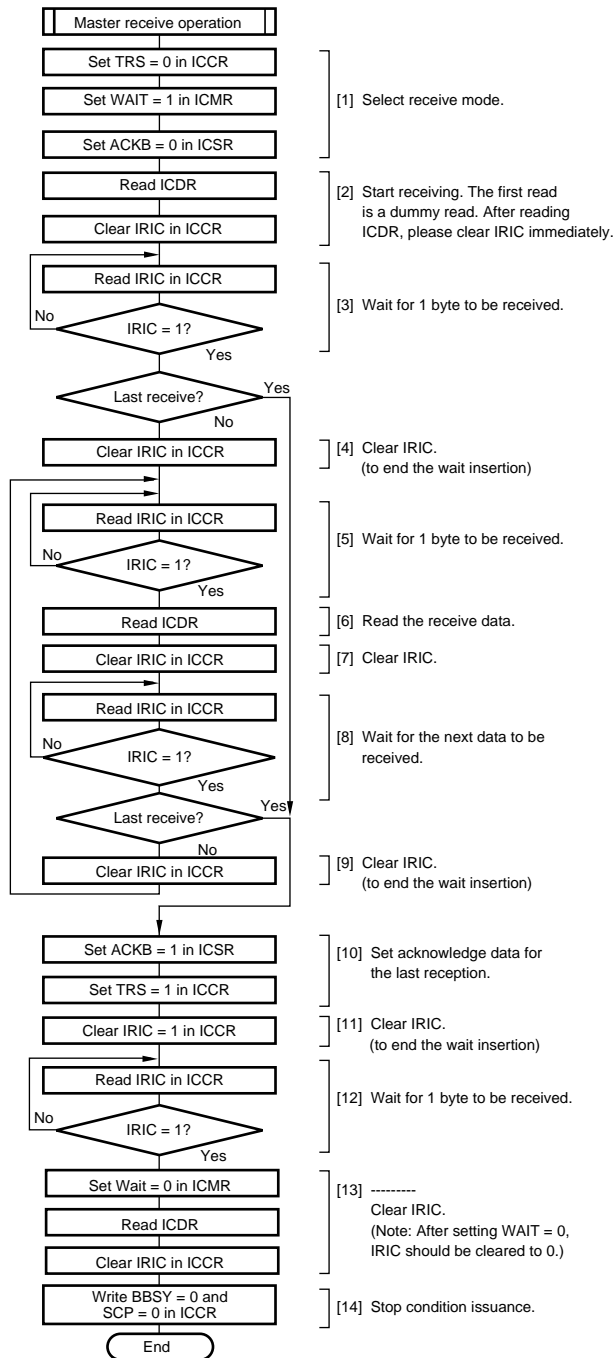 Master receive operation
Set TRS = 0 in ICCR
Set WAIT = 1 in ICMR
[1] Select receive mode.
Set ACKB = 0 in ICSR
Read ICDR
[2] Start receiving. The first read
is a dummy read. After reading
ICDR, please clear IRIC immediately.
Clear IRIC in ICCR
Read IRIC in ICCR
[3] Wait for 1 byte to be received.
No
IRIC = 1?
Yes
Last receive?
Yes
No
Clear IRIC in ICCR
[4] Clear IRIC.
(to end the wait insertion)
Read IRIC in ICCR
[5] Wait for 1 byte to be received.
No
IRIC = 1?
Yes
Read ICDR
[6] Read the receive data.
Clear IRIC in ICCR
[7] Clear IRIC.
Read IRIC in ICCR
[8] Wait for the next data to be
received.
No
IRIC = 1?
Yes
Last receive?
Yes
No
Clear IRIC in ICCR
[9] Clear IRIC.
(to end the wait insertion)
Set ACKB = 1 in ICSR
[10] Set acknowledge data for
the last reception.
Set TRS = 1 in ICCR
Clear IRIC = 1 in ICCR
[11] Clear IRIC.
(to end the wait insertion)
Read IRIC in ICCR
[12] Wait for 1 byte to be received.
No
IRIC = 1?
Yes
Set Wait = 0 in ICMR
[13] ---------
Clear IRIC.
(Note: After setting WAIT = 0,
IRIC should be cleared to 0.)
Read ICDR
Clear IRIC in ICCR
Write BBSY = 0 and
SCP = 0 in ICCR
[14] Stop condition issuance.
End